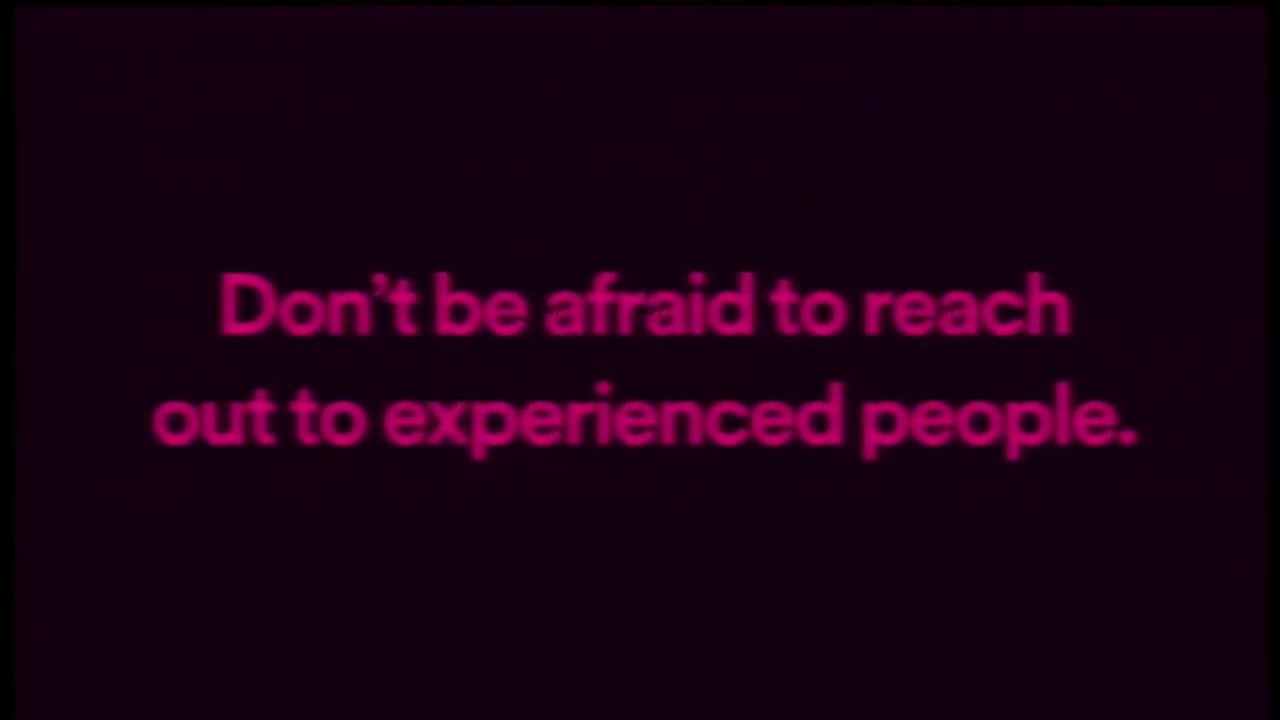 Don’t be afraid to reach
out to experienced people.